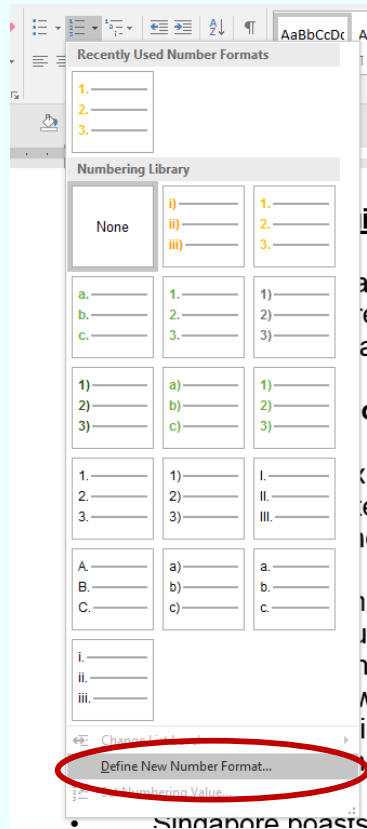 AaBbCcDc
Recently Used Number Formats
1.
2.
3.
Numbering Library
None
i)
ii)
iii)
1.
2.
3.
a.
b.
c.
1.
2.
3.
1)
2)
3)
1)
2)
3)
a)
b)
c)
1)
2)
3)
1.
2.
3.
1)
2)
3)
I.
II.
III.
A.
B.
C.
a)
b)
c)
a.
b.
c.
i.
ii.
iii.
Change List Level
Define New Number Format...
Set Numbering Value...
Singapore boasts